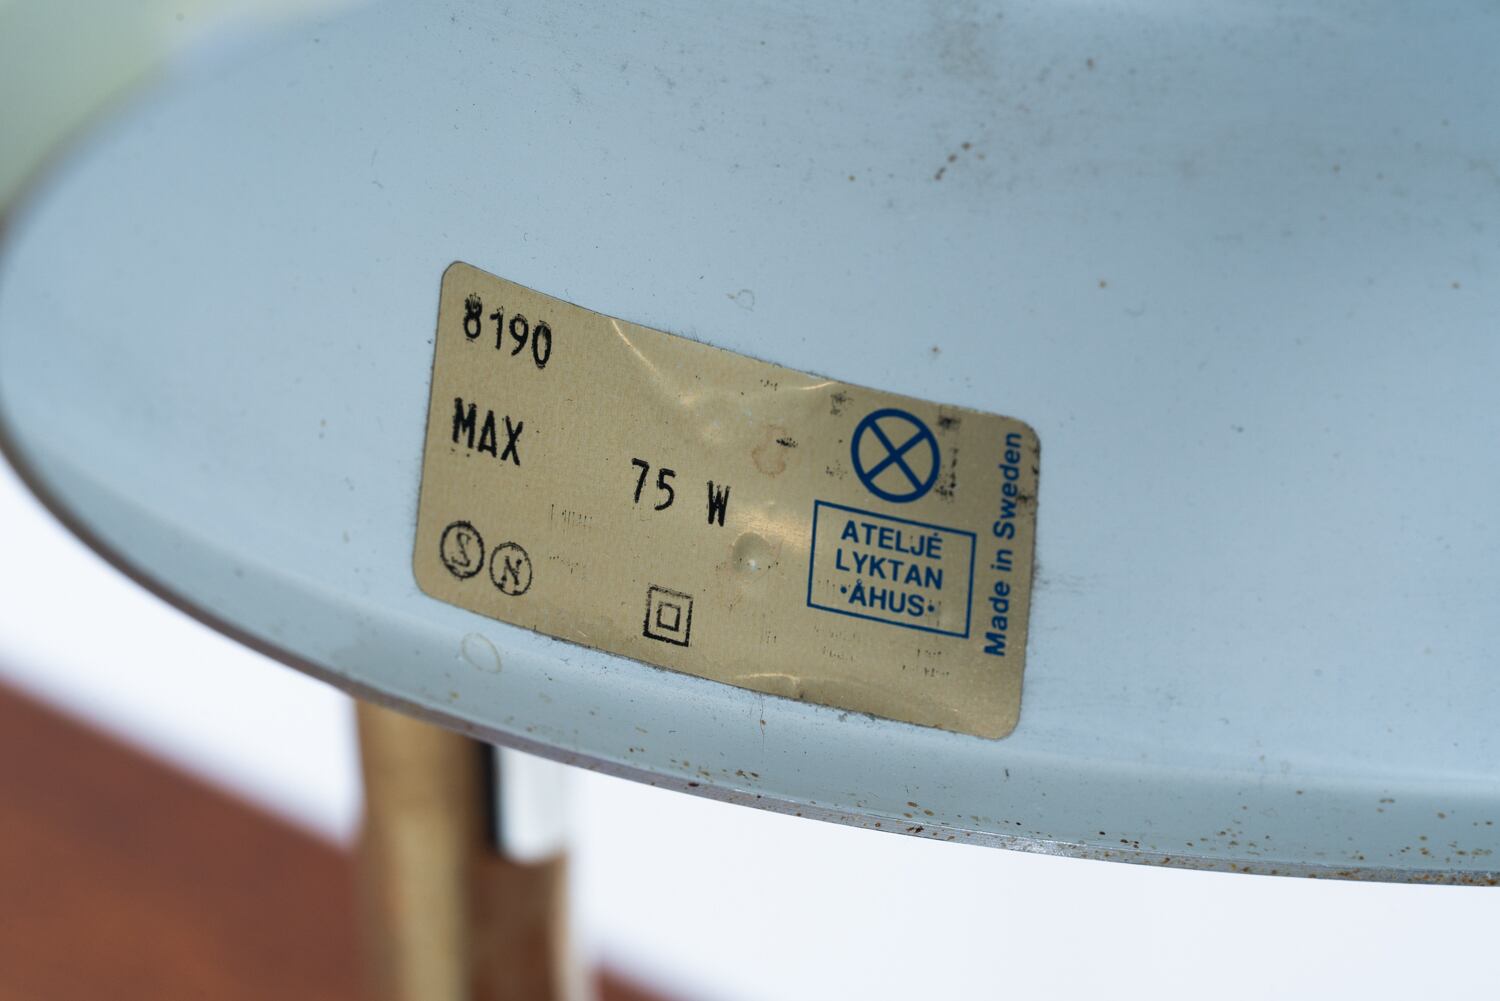 8190
MAX 75 W
S N
ATELJÉ
LYKTAN
·ÅHUS·
Made in Sweden